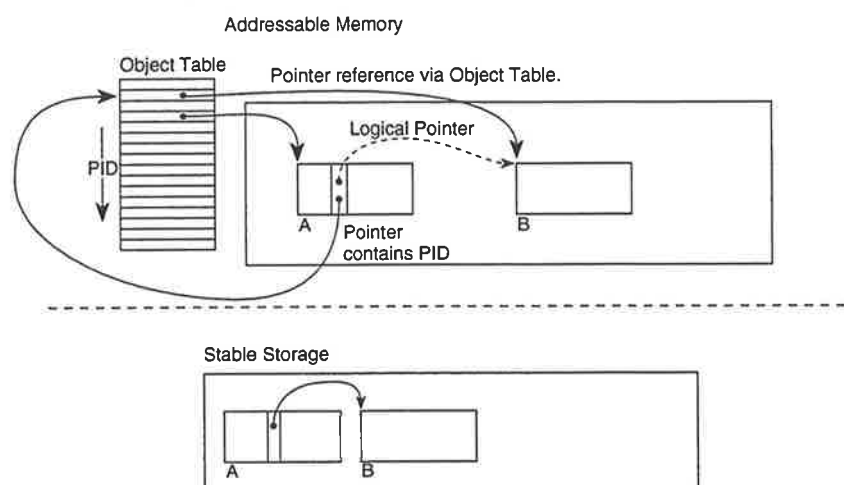 Addressable Memory
Object Table
Pointer reference via Object Table.
Logical Pointer
PID
A
B
Pointer
contains PID
Stable Storage
A
B